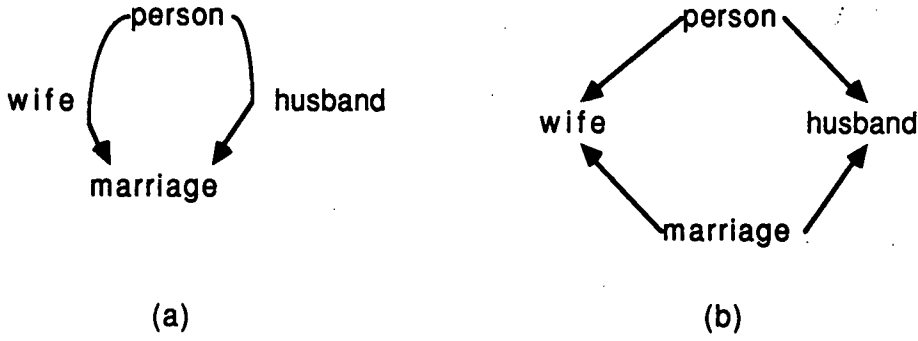 person
wife husband
marriage
(a)
person
wife husband
marriage
(b)